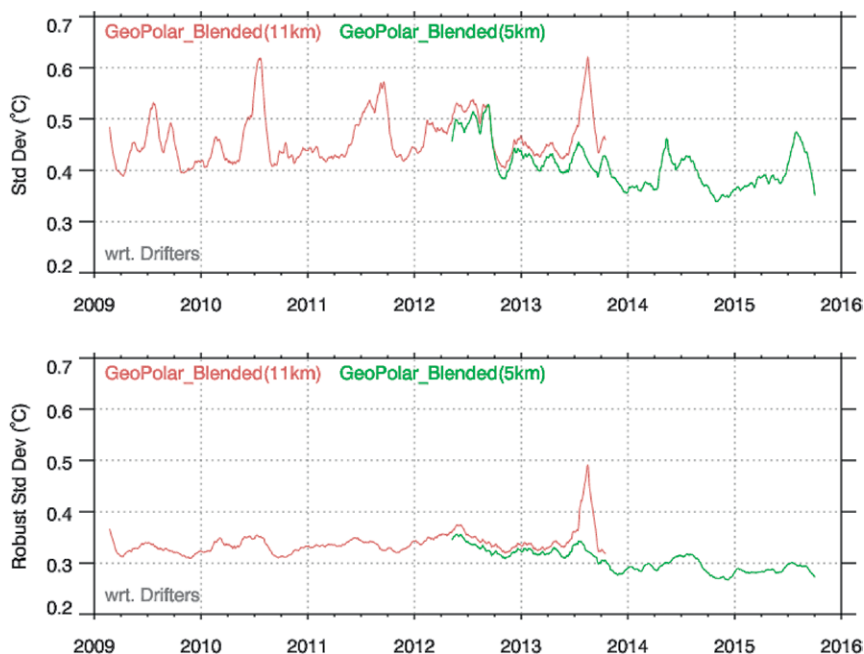 0.7
GeoPolar_Blended(11km) GeoPolar_Blended(5km)
0.6
0.5
Std Dev (°C)
0.4
0.3
wrt. Drifters
0.2
2009 2010 2011 2012 2013 2014 2015 2016
0.7
GeoPolar_Blended(11km) GeoPolar_Blended(5km)
0.6
0.5
Robust Std Dev (°C)
0.4
0.3
wrt. Drifters
0.2
2009 2010 2011 2012 2013 2014 2015 2016